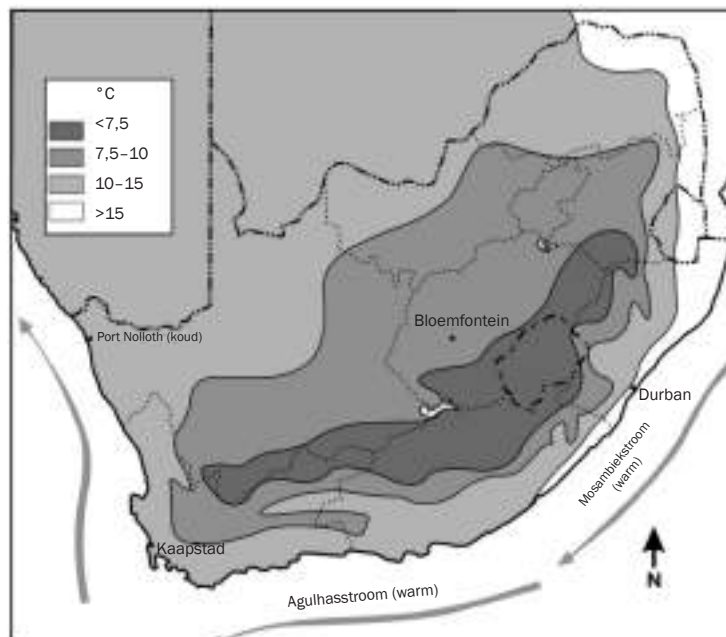 °C
<7,5
7,5–10
10–15
>15
Port Nolloth (koud)
Bloemfontein
Durban
Mosambiekstroom
(warm)
Kaapstad
N
Agulhasstroom (warm)